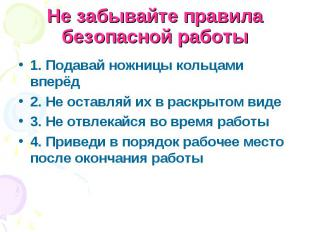 Не забывайте правила
безопасной работы
• 1. Подавай ножницы кольцами
вперёд
• 2. Не оставляй их в раскрытом виде
• 3. Не отвлекайся во время работы
• 4. Приведи в порядок рабочее место
после окончания работы